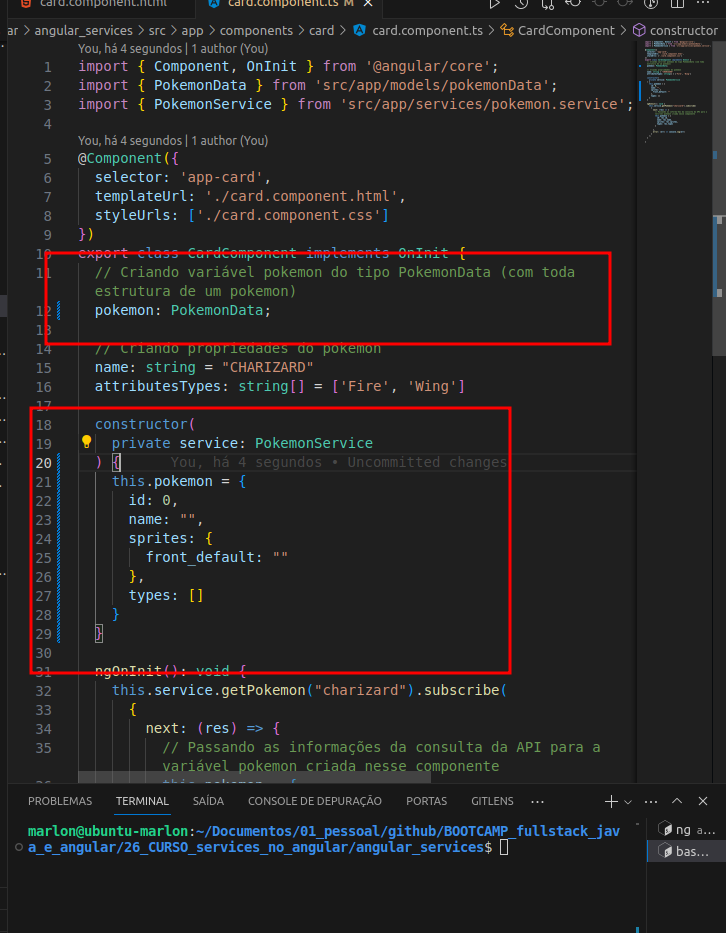 card.component.html
card.component.ts M
ar > angular_services > src > app > components > card > card.component.ts > CardComponent > constructor
You, há 4 segundos | 1 author (You)
1 import { Component, OnInit } from '@angular/core';
2 import { PokemonData } from 'src/app/models/pokemonData';
3 import { PokemonService } from 'src/app/services/pokemon.service';
4
You, há 4 segundos | 1 author (You)
5 @Component({
6 selector: 'app-card',
7 templateUrl: './card.component.html',
8 styleUrls: ['./card.component.css']
9 })
10 export class CardComponent implements OnInit {
11 // Criando variável pokemon do tipo PokemonData (com toda
estrutura de um pokemon)
12 pokemon: PokemonData;
13
14 // Criando propriedades do pokemon
15 name: string = "CHARIZARD"
16 attributesTypes: string[] = ['Fire', 'Wing']
17
18 constructor(
19 private service: PokemonService
20 ) { You, há 4 segundos • Uncommitted changes
21 this.pokemon = {
22 id: 0,
23 name: "",
24 sprites: {
25 front_default: ""
26 },
27 types: []
28 }
29 }
30
31 ngOnInit(): void {
32 this.service.getPokemon("charizard").subscribe(
33 {
34 next: (res) => {
35 // Passando as informações da consulta da API para a
variável pokemon criada nesse componente
36 this.pokemon = {
PROBLEMAS TERMINAL SAÍDA CONSOLE DE DEPURAÇÃO PORTAS GITLENS ···
marlon@ubuntu-marlon:~/Documentos/01_pessoal/github/BOOTCAMP_fullstack_jav
a_e_angular/26_CURSO_services_no_angular/angular_services$
ng a...
bas...